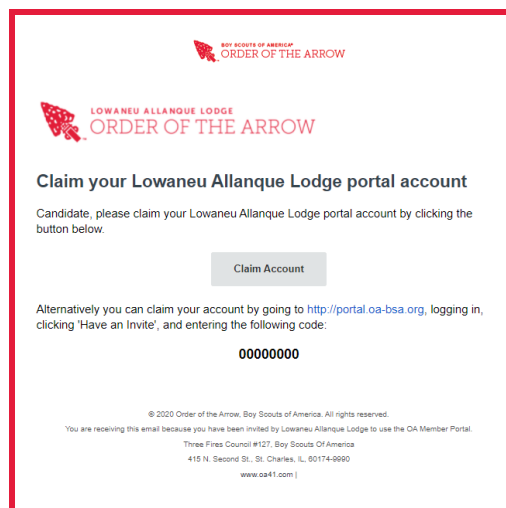 BOY SCOUTS OF AMERICA®
ORDER OF THE ARROW
LOWANEU ALLANQUE LODGE
ORDER OF THE ARROW
Claim your Lowaneu Allanque Lodge portal account
Candidate, please claim your Lowaneu Allanque Lodge portal account by clicking the
button below.
Claim Account
Alternatively you can claim your account by going to http://portal.oa-bsa.org, logging in,
clicking 'Have an Invite', and entering the following code:
00000000
© 2020 Order of the Arrow, Boy Scouts of America. All rights reserved.
You are receiving this email because you have been invited by Lowaneu Allanque Lodge to use the OA Member Portal.
Three Fires Council #127, Boy Scouts Of America
415 N. Second St., St. Charles, IL, 60174-9990
www.oa41.com |